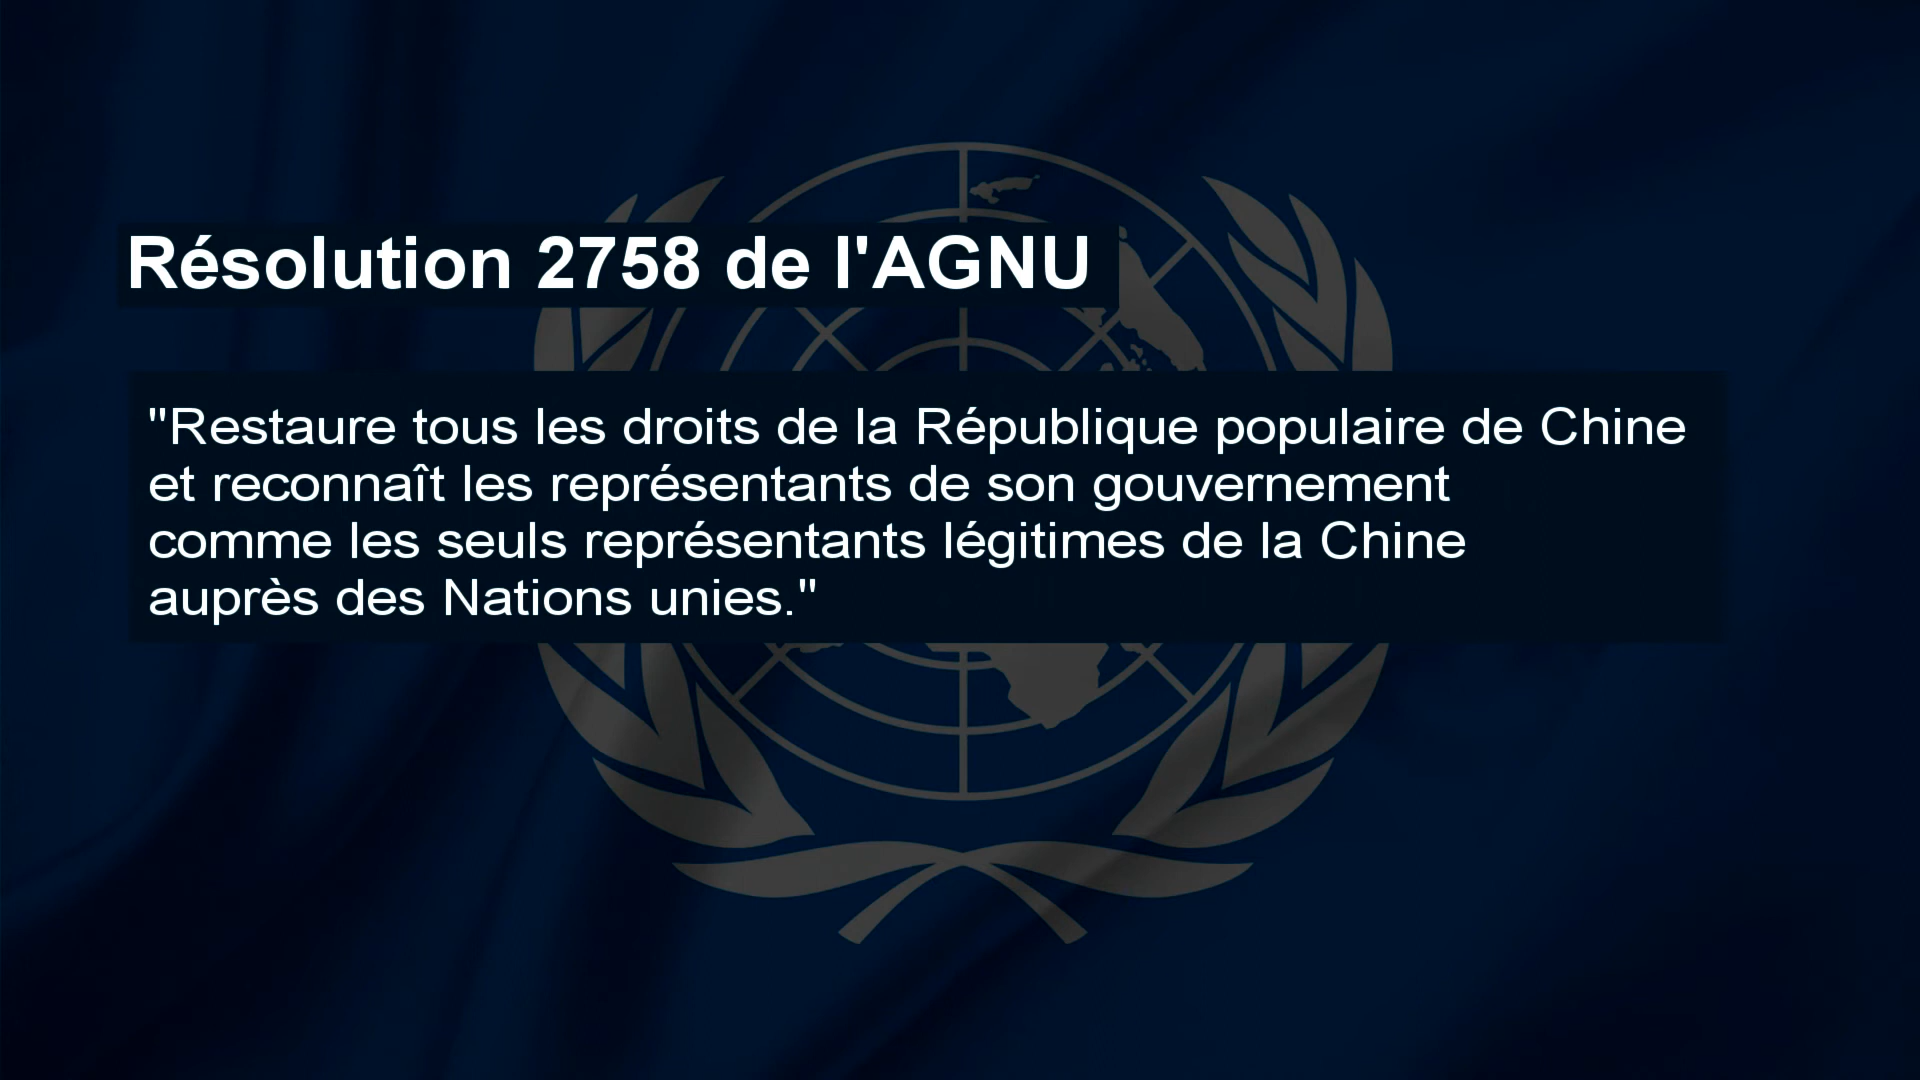 Résolution 2758 de l'AGNU
"Restaure tous les droits de la République populaire de Chine
et reconnaît les représentants de son gouvernement
comme les seuls représentants légitimes de la Chine
auprès des Nations unies."